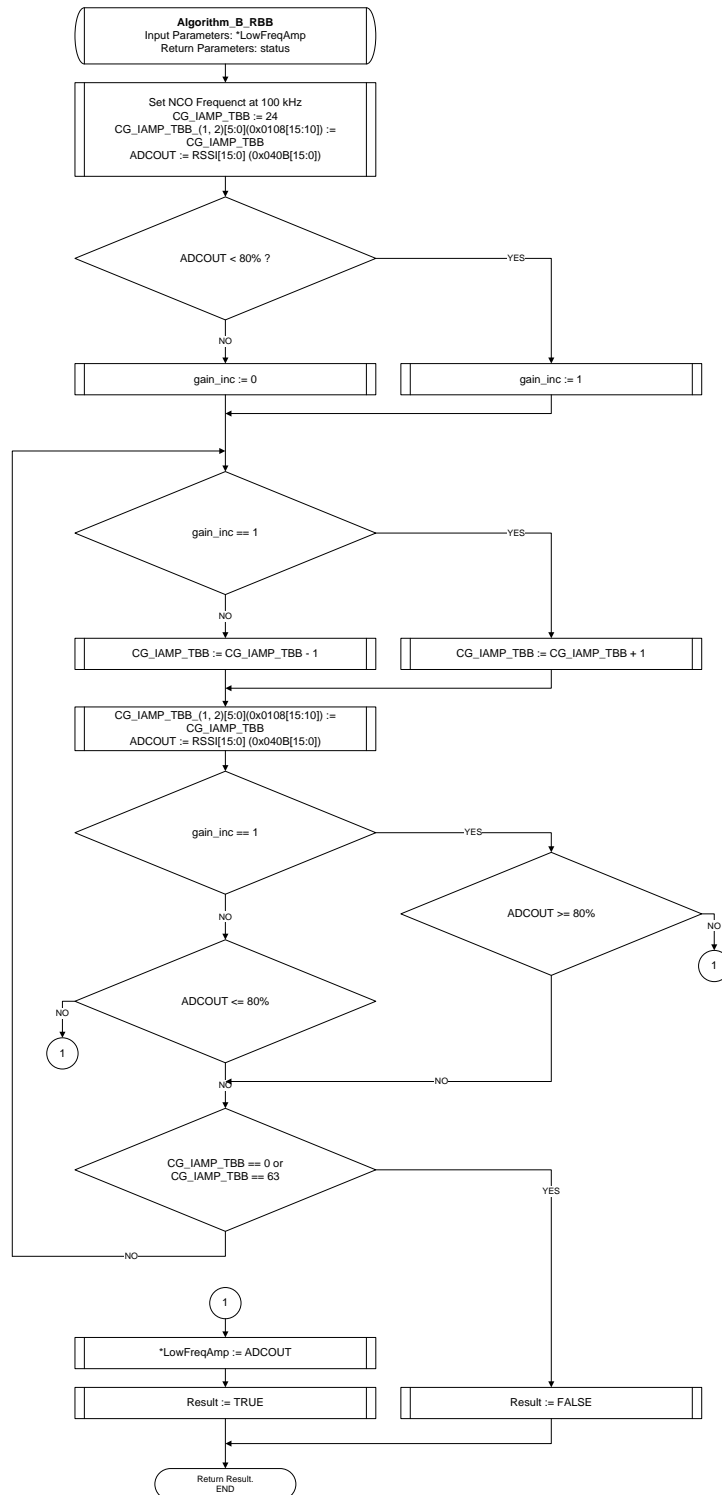 Algorithm_B_RBB
Input Parameters: *LowFreqAmp
Return Parameters: status
Set NCO Frequenct at 100 kHz
CG_IAMP_TBB := 24
CG_IAMP_TBB_(1, 2)[5:0](0x0108[15:10]) :=
CG_IAMP_TBB
ADCOUT := RSSI[15:0] (0x040B[15:0])
ADCOUT < 80% ?
YES
NO
gain_inc := 0
gain_inc := 1
gain_inc == 1
YES
NO
CG_IAMP_TBB := CG_IAMP_TBB - 1
CG_IAMP_TBB := CG_IAMP_TBB + 1
CG_IAMP_TBB_(1, 2)[5:0](0x0108[15:10]) :=
CG_IAMP_TBB
ADCOUT := RSSI[15:0] (0x040B[15:0])
gain_inc == 1
YES
NO
ADCOUT >= 80%
NO
1
ADCOUT <= 80%
NO
1
NO
NO
CG_IAMP_TBB == 0 or
CG_IAMP_TBB == 63
YES
NO
1
*LowFreqAmp := ADCOUT
Result := TRUE
Result := FALSE
Return Result.
END